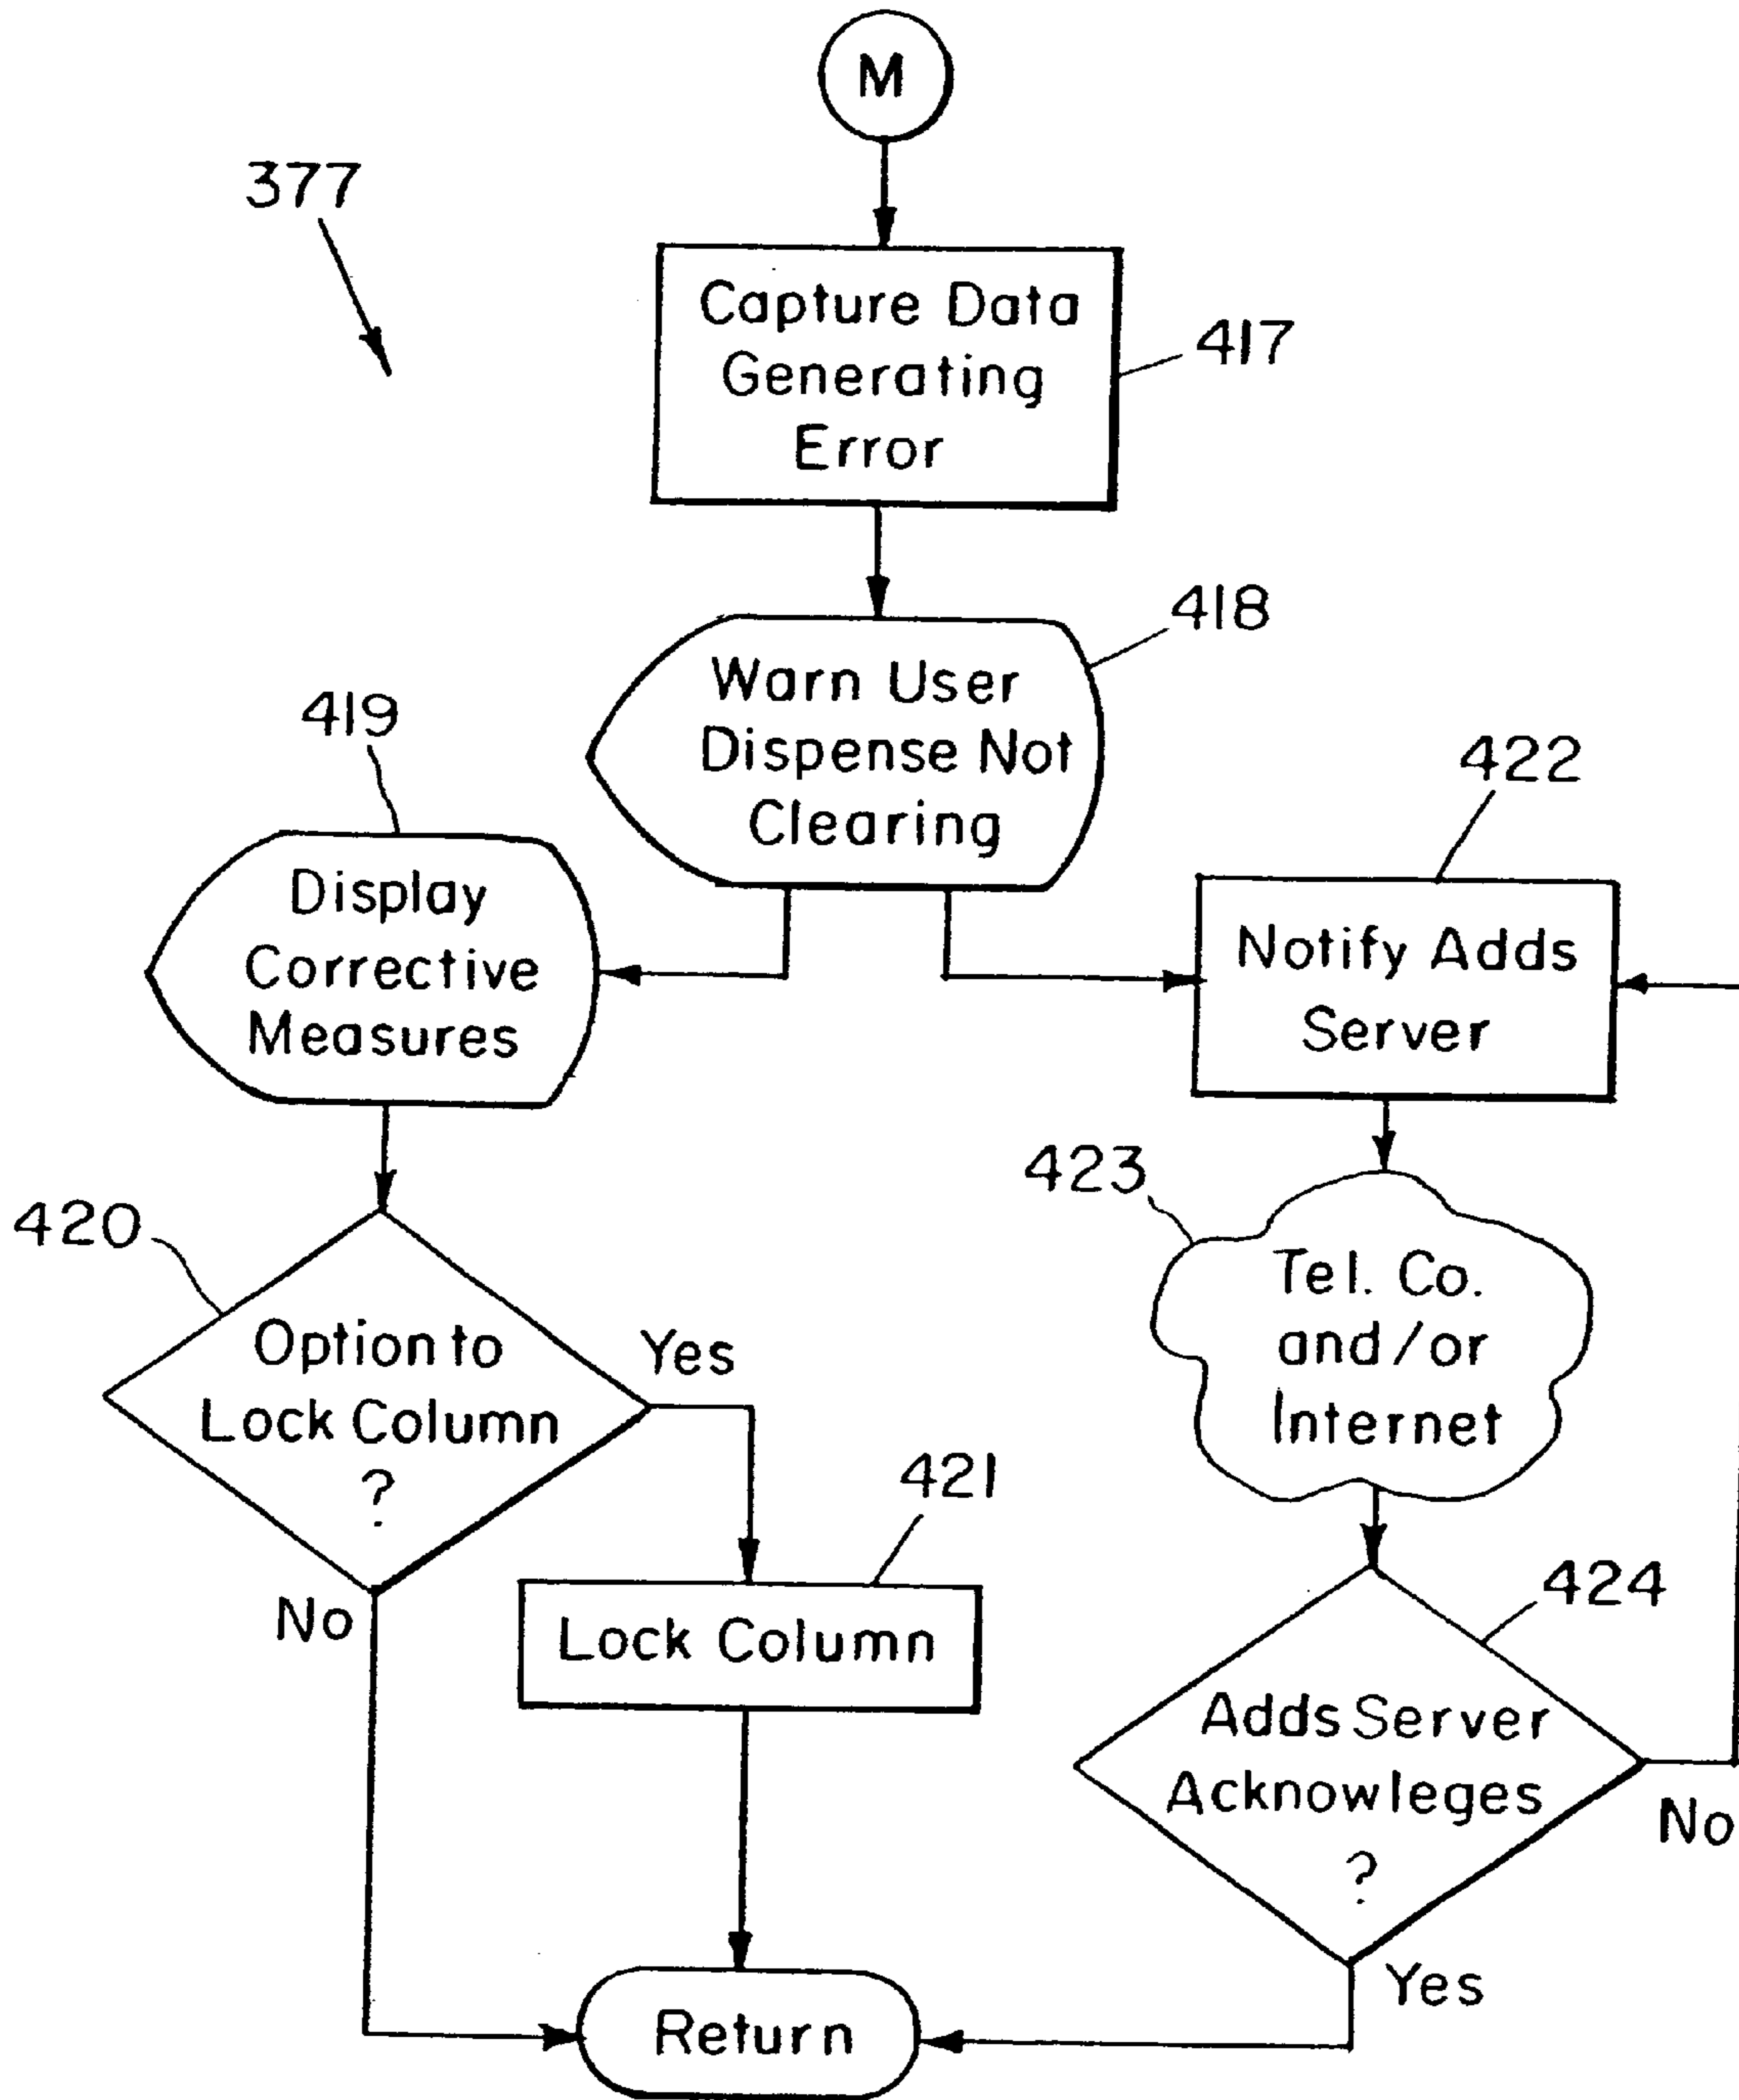 M
377
Capture Data
Generating
Error
417
Warn User
Dispense Not
Clearing
418
419
Display
Corrective
Measures
422
Notify Adds
Server
423
Tel. Co.
and/or
Internet
420
Option to
Lock Column
?
Yes
No
421
Lock Column
424
Adds Server
Acknowleges
?
No
Yes
Return